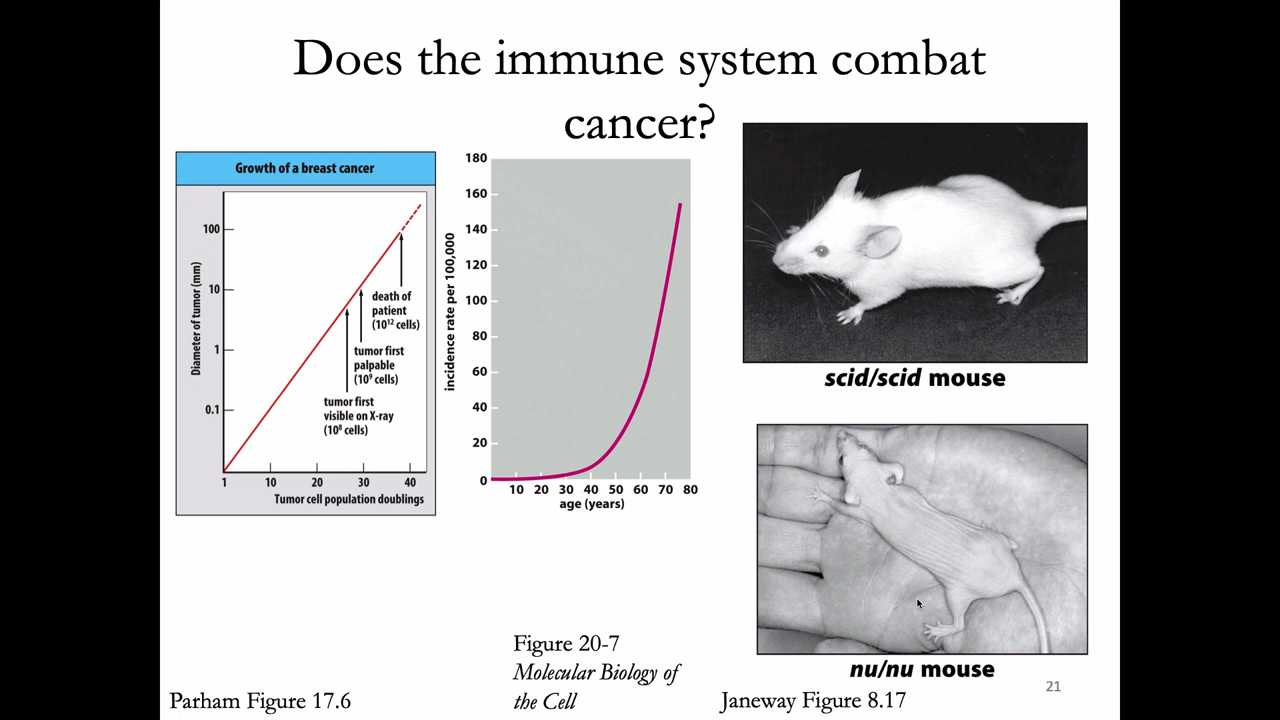 Does the immune system combat
cancer?
Growth of a breast cancer
Diameter of tumor (mm)
100
10
1
0.1
death of
patient
(10¹² cells)
tumor first
palpable
(10⁹ cells)
tumor first
visible on X-ray
(10⁸ cells)
1 10 20 30 40
Tumor cell population doublings
incidence rate per 100,000
180
160
140
120
100
80
60
40
20
0
10 20 30 40 50 60 70 80
age (years)
scid/scid mouse
nu/nu mouse
Figure 20-7
Molecular Biology of
the Cell
Parham Figure 17.6
Janeway Figure 8.17
21